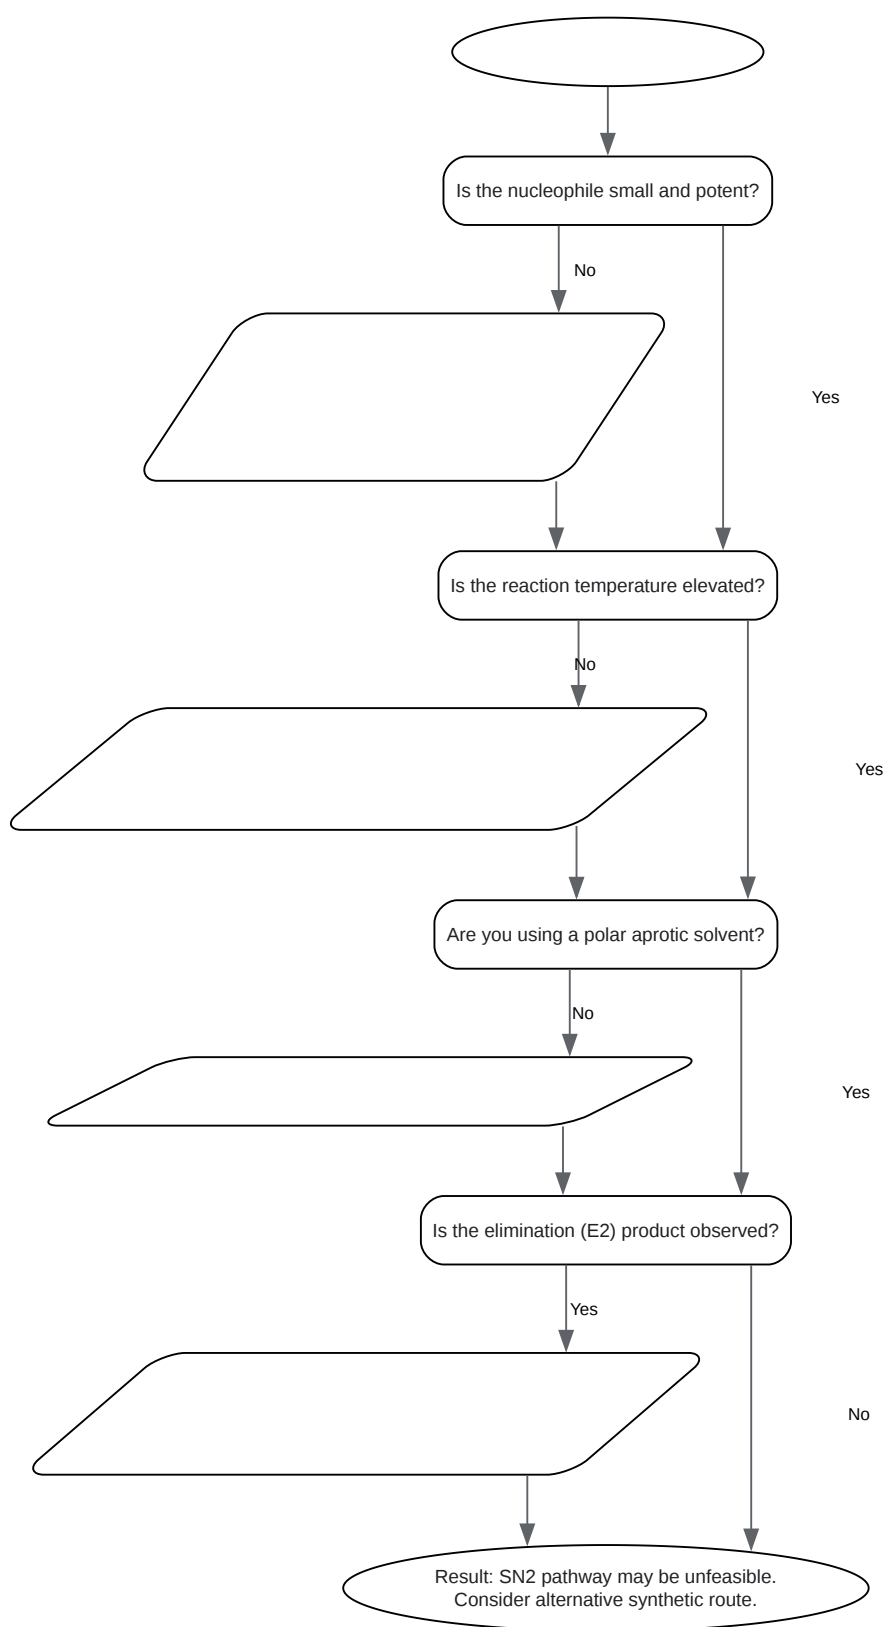 Is the nucleophile small and potent?
No
Yes
Is the reaction temperature elevated?
No
Yes
Are you using a polar aprotic solvent?
No
Yes
Is the elimination (E2) product observed?
Yes
No
Result: SN2 pathway may be unfeasible.
Consider alternative synthetic route.